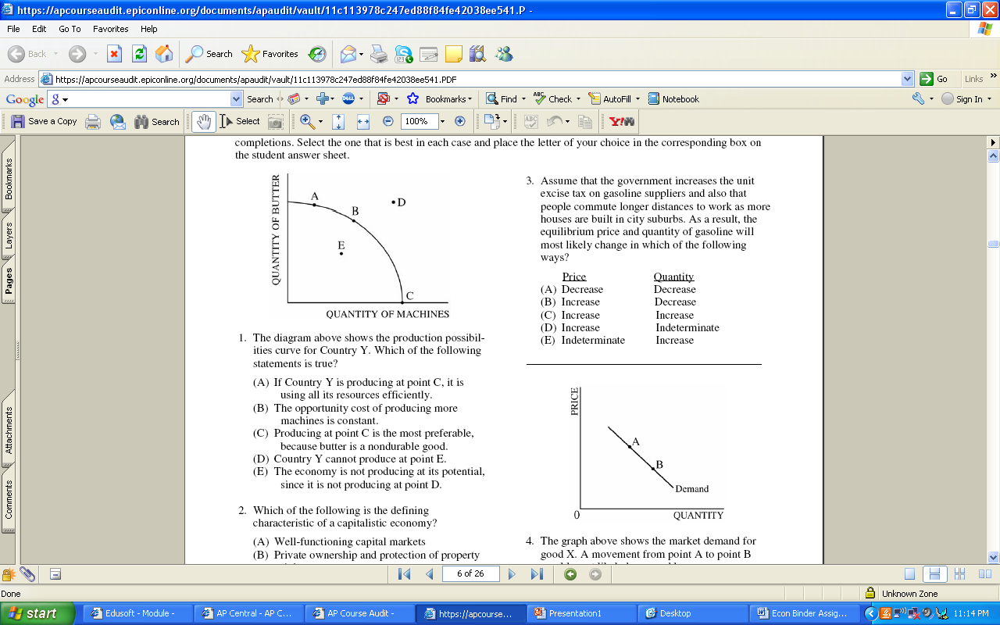 https://apcourseaudit.epiconline.org/documents/apaudit/vault/11c113978c247ed88f84fe42038ee541.P -
File Edit Go To Favorites Help
Back Search Favorites
Address https://apcourseaudit.epiconline.org/documents/apaudit/vault/11c113978c247ed88f84fe42038ee541.PDF Go Links »
Google g Search Bookmarks Find Check AutoFill Notebook Sign In
Save a Copy Search Select 100% Y!
Bookmarks
Layers
Pages
Attachments
Comments
completions. Select the one that is best in each case and place the letter of your choice in the corresponding box on
the student answer sheet.
QUANTITY OF BUTTER
A
B
D
E
C
QUANTITY OF MACHINES
1. The diagram above shows the production possibil-
ities curve for Country Y. Which of the following
statements is true?
(A) If Country Y is producing at point C, it is
using all its resources efficiently.
(B) The opportunity cost of producing more
machines is constant.
(C) Producing at point C is the most preferable,
because butter is a nondurable good.
(D) Country Y cannot produce at point E.
(E) The economy is not producing at its potential,
since it is not producing at point D.
2. Which of the following is the defining
characteristic of a capitalistic economy?
(A) Well-functioning capital markets
(B) Private ownership and protection of property
3. Assume that the government increases the unit
excise tax on gasoline suppliers and also that
people commute longer distances to work as more
houses are built in city suburbs. As a result, the
equilibrium price and quantity of gasoline will
most likely change in which of the following
ways?
Price Quantity
(A) Decrease Decrease
(B) Increase Decrease
(C) Increase Increase
(D) Increase Indeterminate
(E) Indeterminate Increase
PRICE
A
B
Demand
0 QUANTITY
4. The graph above shows the market demand for
good X. A movement from point A to point B
6 of 26
Done Unknown Zone
start Edusoft - Module - AP Central - AP C... AP Course Audit - https://apcourse... Presentation1 Desktop Econ Binder Assig... 11:14 PM